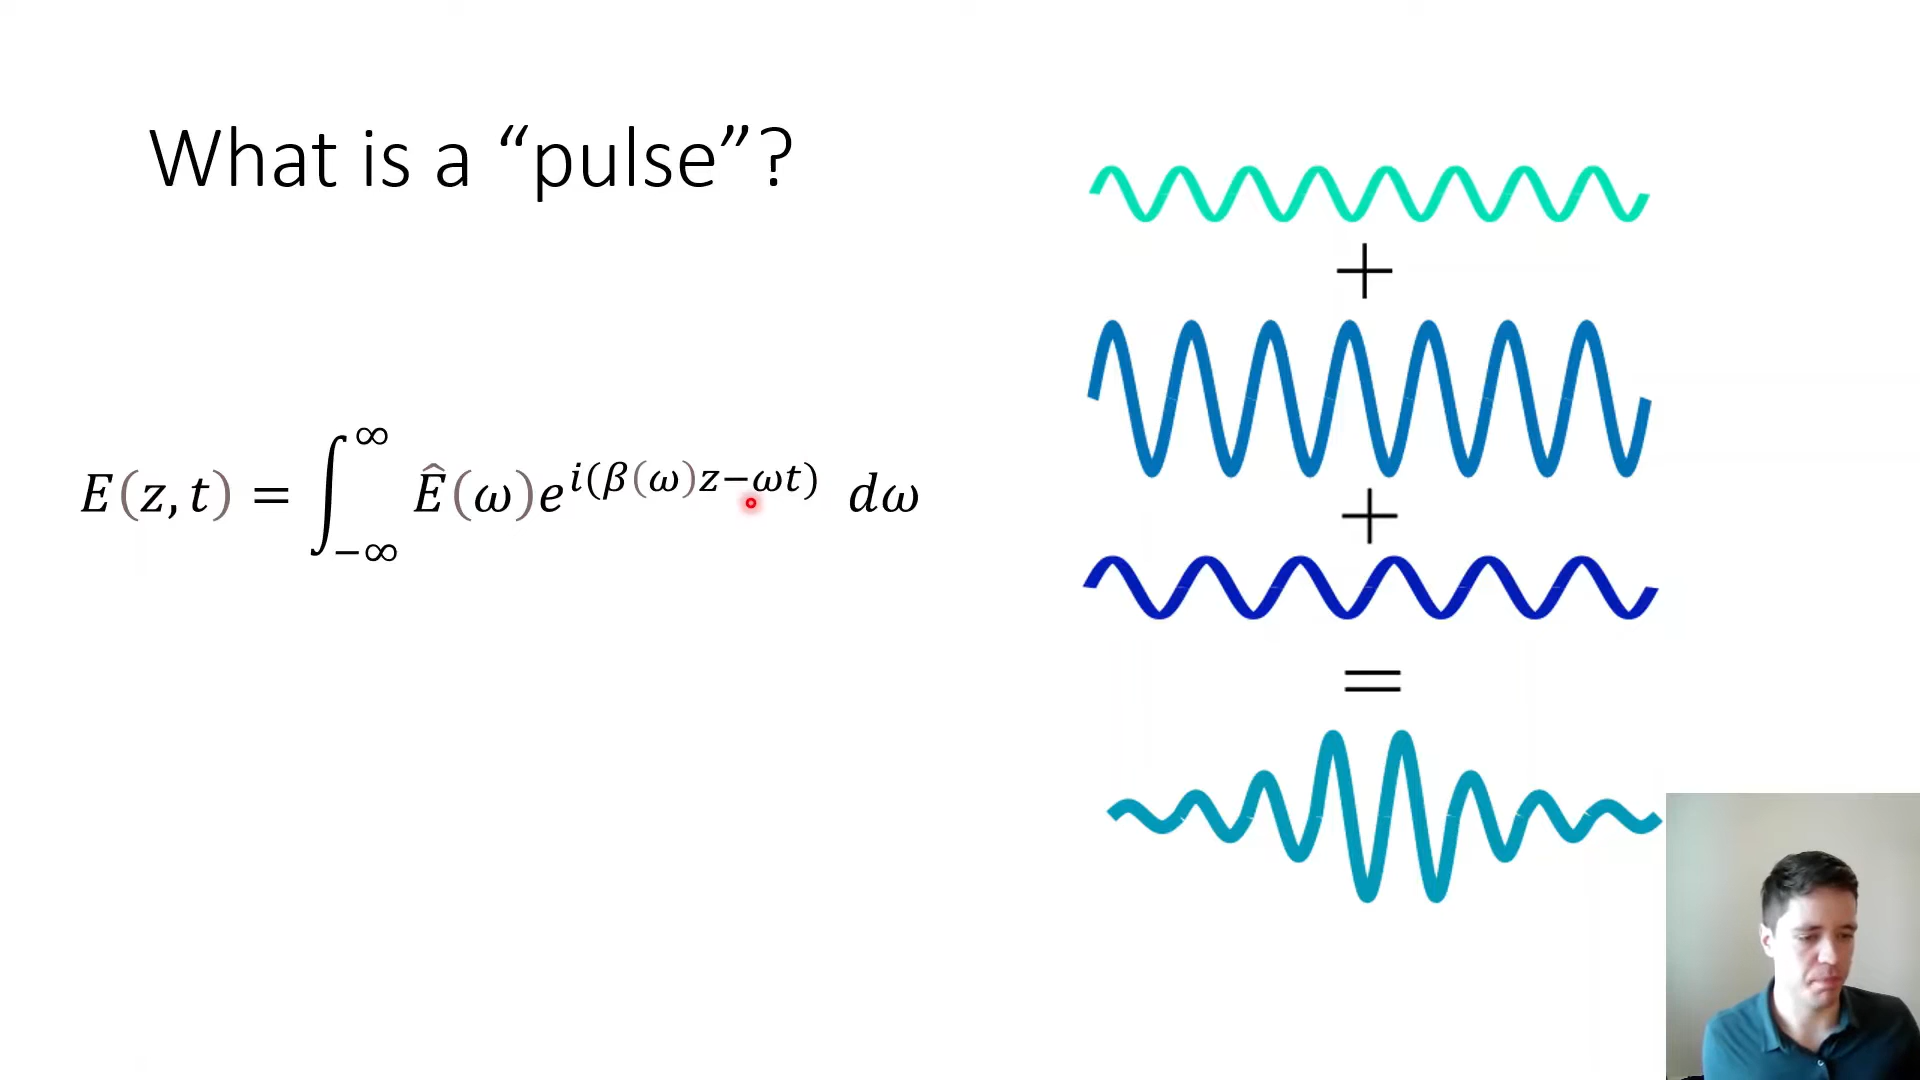 What is a “pulse”?
E(z, t) = ∫_{−∞}^{∞} Ê(ω)e^{i(β(ω)z−ωt)} dω
+
+
=